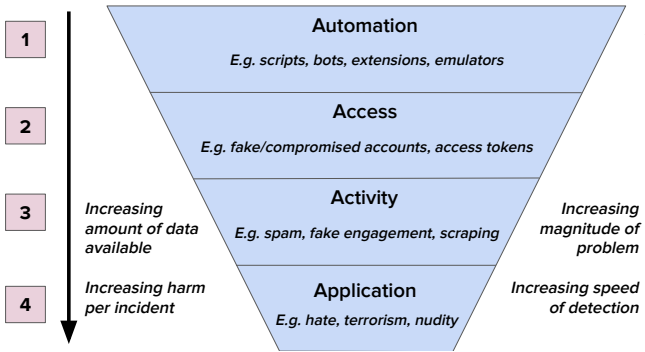 1
Automation
E.g. scripts, bots, extensions, emulators
2
Access
E.g. fake/compromised accounts, access tokens
3
Activity
E.g. spam, fake engagement, scraping
Increasing
amount of data
available
Increasing
magnitude of
problem
4
Application
E.g. hate, terrorism, nudity
Increasing harm
per incident
Increasing speed
of detection